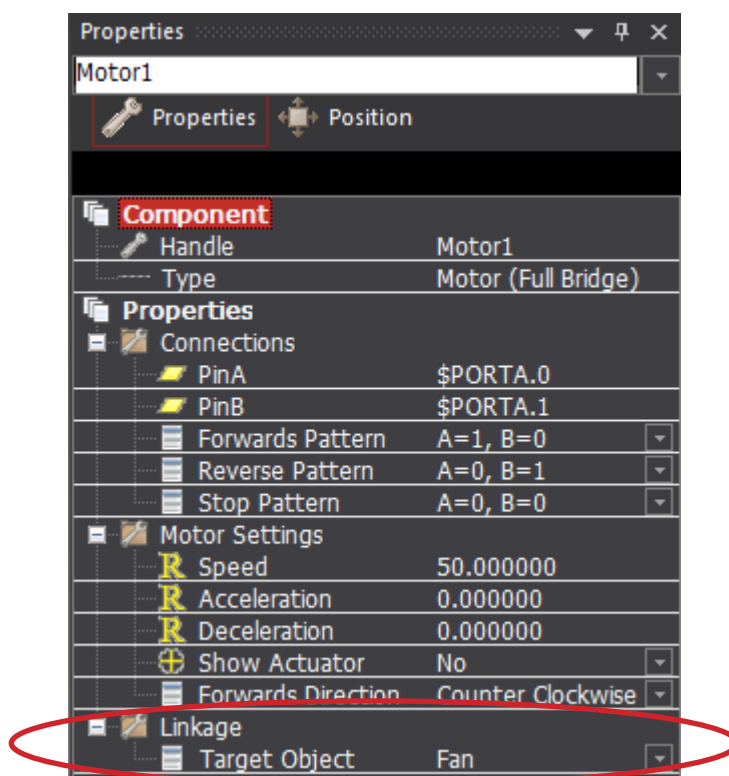 Properties
Motor1
Properties Position
Component
Handle Motor1
Type Motor (Full Bridge)
Properties
Connections
PinA $PORTA.0
PinB $PORTA.1
Forwards Pattern A=1, B=0
Reverse Pattern A=0, B=1
Stop Pattern A=0, B=0
Motor Settings
R Speed 50.000000
R Acceleration 0.000000
R Deceleration 0.000000
Show Actuator No
Forwards Direction Counter Clockwise
Linkage
Target Object Fan